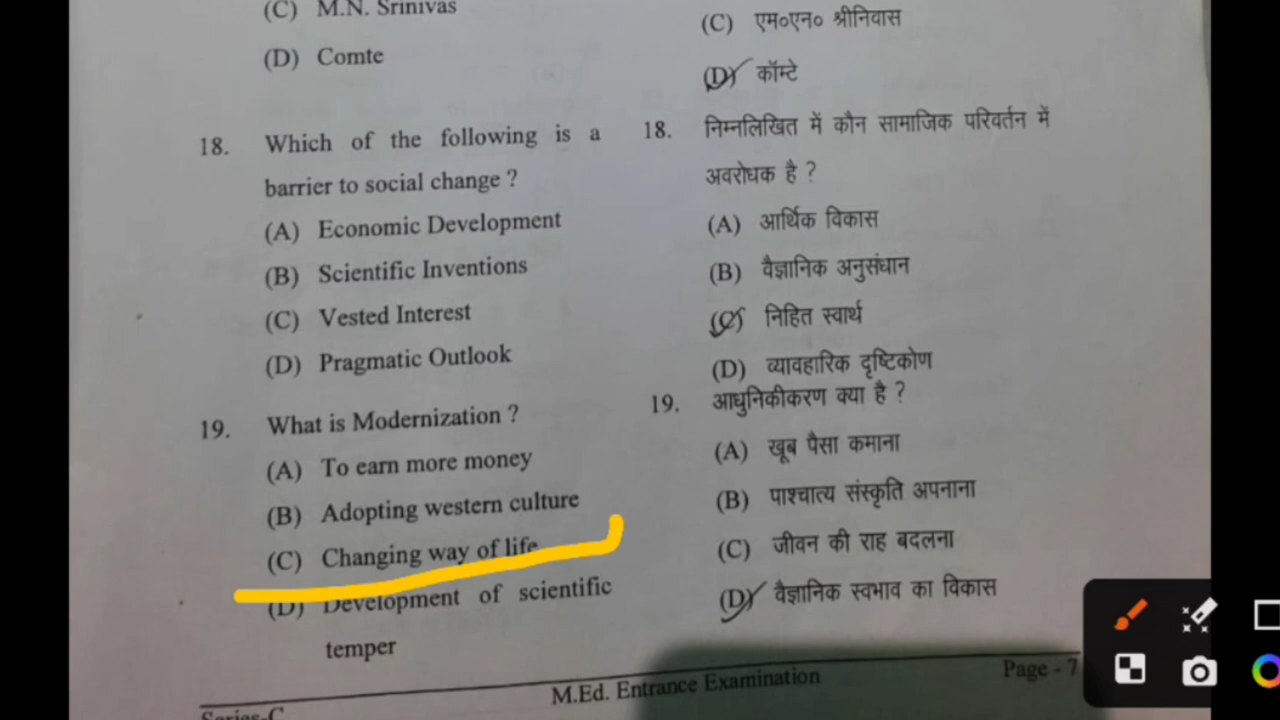 (C) M.N. Srinivas
(D) Comte
18. Which of the following is a
barrier to social change ?
(A) Economic Development
(B) Scientific Inventions
(C) Vested Interest
(D) Pragmatic Outlook
19. What is Modernization ?
(A) To earn more money
(B) Adopting western culture
(C) Changing way of life
(D) Development of scientific
temper
(C) एम०एन० श्रीनिवास
(D) कॉम्टे
18. निम्नलिखित में कौन सामाजिक परिवर्तन में
अवरोधक है ?
(A) आर्थिक विकास
(B) वैज्ञानिक अनुसंधान
(C) निहित स्वार्थ
(D) व्यावहारिक दृष्टिकोण
19. आधुनिकीकरण क्या है ?
(A) खूब पैसा कमाना
(B) पाश्चात्य संस्कृति अपनाना
(C) जीवन की राह बदलना
(D) वैज्ञानिक स्वभाव का विकास
Series-C
M.Ed. Entrance Examination
Page - 7